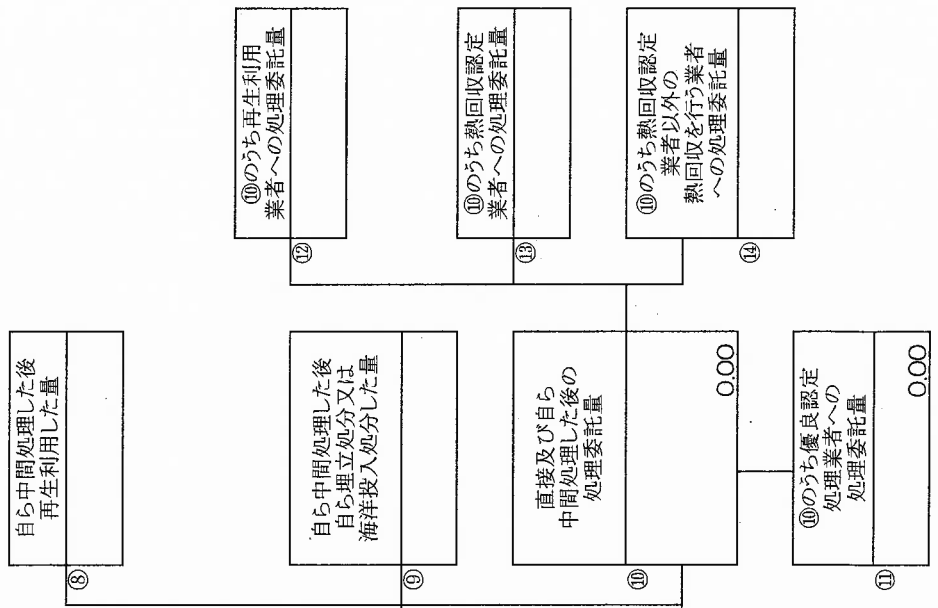 自ら中間処理した後
再生利用した量
⑧
自ら中間処理した後
自ら埋立処分又は
海洋投入処分した量
⑨
直接及び自ら
中間処理した後の
処理委託量
0.00
⑩
⑩のうち優良認定
処理業者への
処理委託量
0.00
⑪
⑩のうち再生利用
業者への処理委託量
⑫
⑩のうち熱回収認定
業者への処理委託量
⑬
⑩のうち熱回収認定
業者以外の
熱回収を行う業者
への処理委託量
⑭